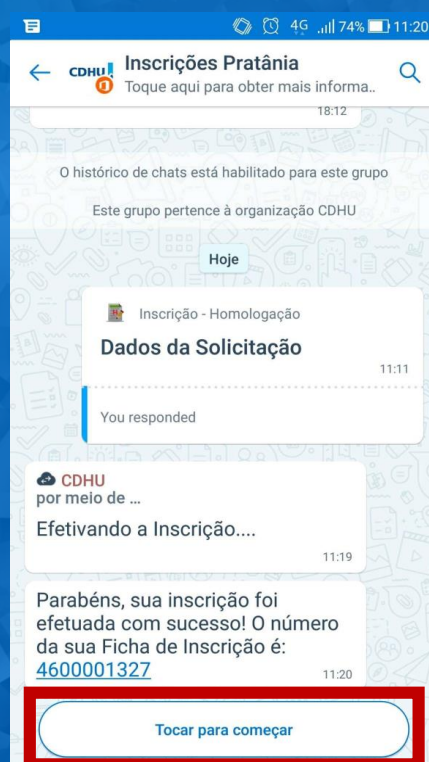 4G 74% 11:20
CDHU Inscrições Pratânia
Toque aqui para obter mais informa..
18:12
O histórico de chats está habilitado para este grupo
Este grupo pertence à organização CDHU
Hoje
Inscrição - Homologação
Dados da Solicitação
11:11
You responded
CDHU
por meio de ...
Efetivando a Inscrição....
11:19
Parabéns, sua inscrição foi
efetuada com sucesso! O número
da sua Ficha de Inscrição é:
4600001327
11:20
Tocar para começar